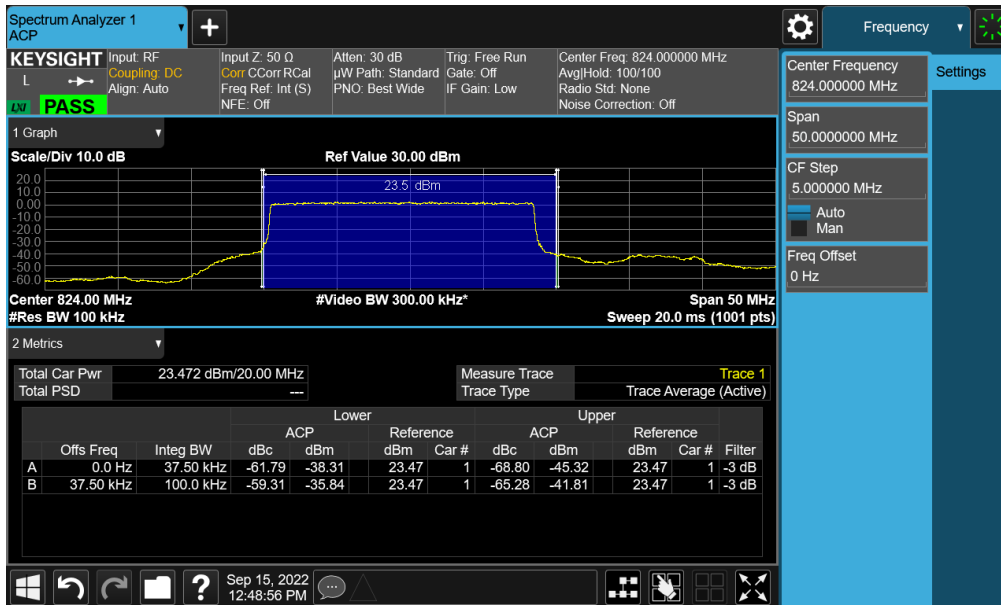 Spectrum Analyzer 1
ACP
Frequency
KEYSIGHT
L
LXI
PASS
Input: RF
Coupling: DC
Align: Auto
Input Z: 50 Ω
Corr CCorr RCal
Freq Ref: Int (S)
NFE: Off
Atten: 30 dB
µW Path: Standard
PNO: Best Wide
Trig: Free Run
Gate: Off
IF Gain: Low
Center Freq: 824.000000 MHz
Avg|Hold: 100/100
Radio Std: None
Noise Correction: Off
Center Frequency
824.000000 MHz
Settings
Span
50.0000000 MHz
CF Step
5.000000 MHz
Auto
Man
Freq Offset
0 Hz
1 Graph
Scale/Div 10.0 dB
Ref Value 30.00 dBm
23.5 dBm
20.0
10.0
0.00
-10.0
-20.0
-30.0
-40.0
-50.0
-60.0
Center 824.00 MHz
#Video BW 300.00 kHz*
Span 50 MHz
#Res BW 100 kHz
Sweep 20.0 ms (1001 pts)
2 Metrics
Total Car Pwr 23.472 dBm/20.00 MHz
Total PSD ---
Measure Trace Trace 1
Trace Type Trace Average (Active)
Lower Upper
ACP Reference ACP Reference
Offs Freq Integ BW dBc dBm dBm Car # dBc dBm dBm Car # Filter
A 0.0 Hz 37.50 kHz -61.79 -38.31 23.47 1 -68.80 -45.32 23.47 1 -3 dB
B 37.50 kHz 100.0 kHz -59.31 -35.84 23.47 1 -65.28 -41.81 23.47 1 -3 dB
?
Sep 15, 2022
12:48:56 PM